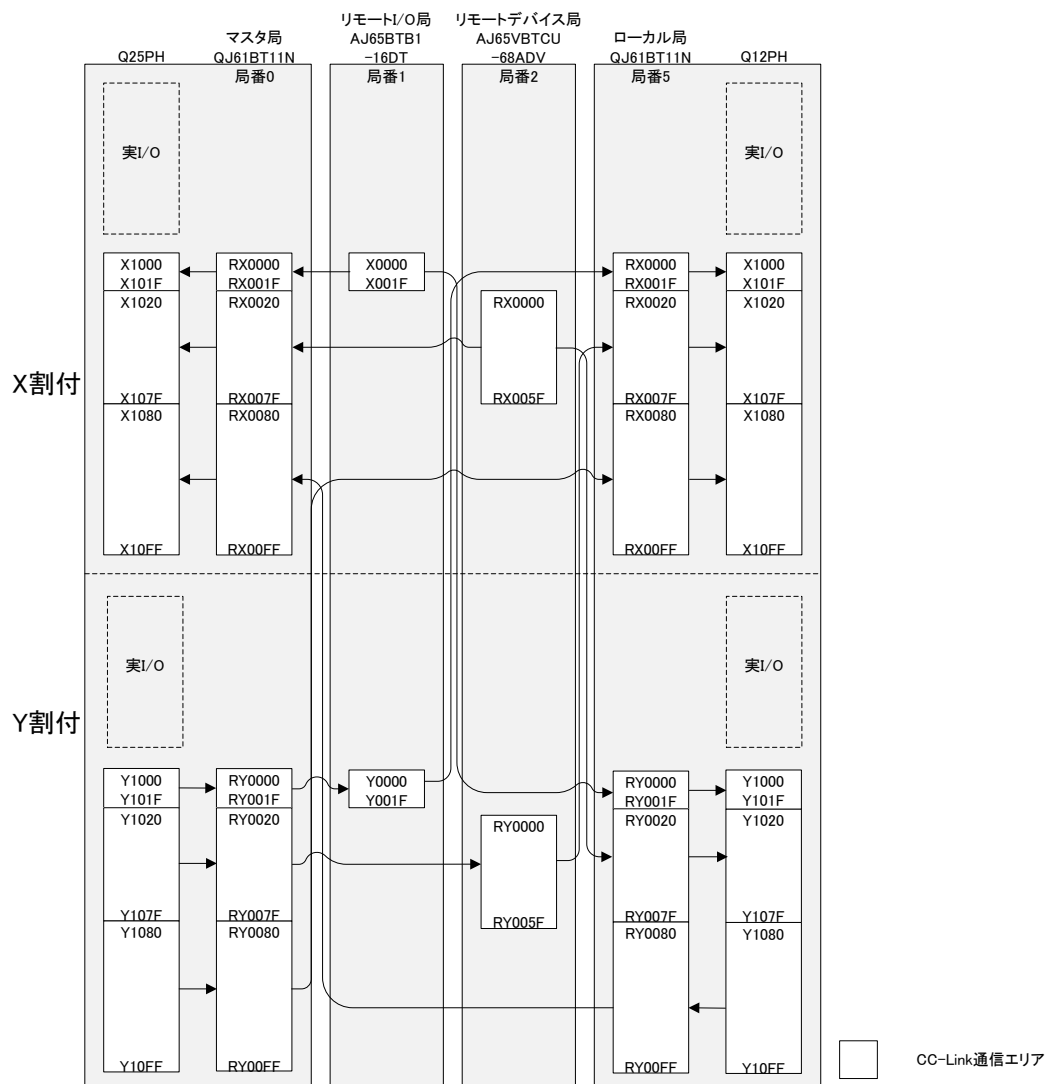 Q25PH
マスタ局
QJ61BT11N
局番0
リモートI/O局
AJ65BTB1
-16DT
局番1
リモートデバイス局
AJ65VBTCU
-68ADV
局番2
ローカル局
QJ61BT11N
局番5
Q12PH
実I/O
実I/O
X割付
X1000
X101F
X1020
X107F
X1080
X10FF
RX0000
RX001F
RX0020
RX007F
RX0080
RX00FF
X0000
X001F
RX0000
RX005F
RX0000
RX001F
RX0020
RX007F
RX0080
RX00FF
X1000
X101F
X1020
X107F
X1080
X10FF
実I/O
実I/O
Y割付
Y1000
Y101F
Y1020
Y107F
Y1080
Y10FF
RY0000
RY001F
RY0020
RY007F
RY0080
RY00FF
Y0000
Y001F
RY0000
RY005F
RY0000
RY001F
RY0020
RY007F
RY0080
RY00FF
Y1000
Y101F
Y1020
Y107F
Y1080
Y10FF
CC-Link通信エリア